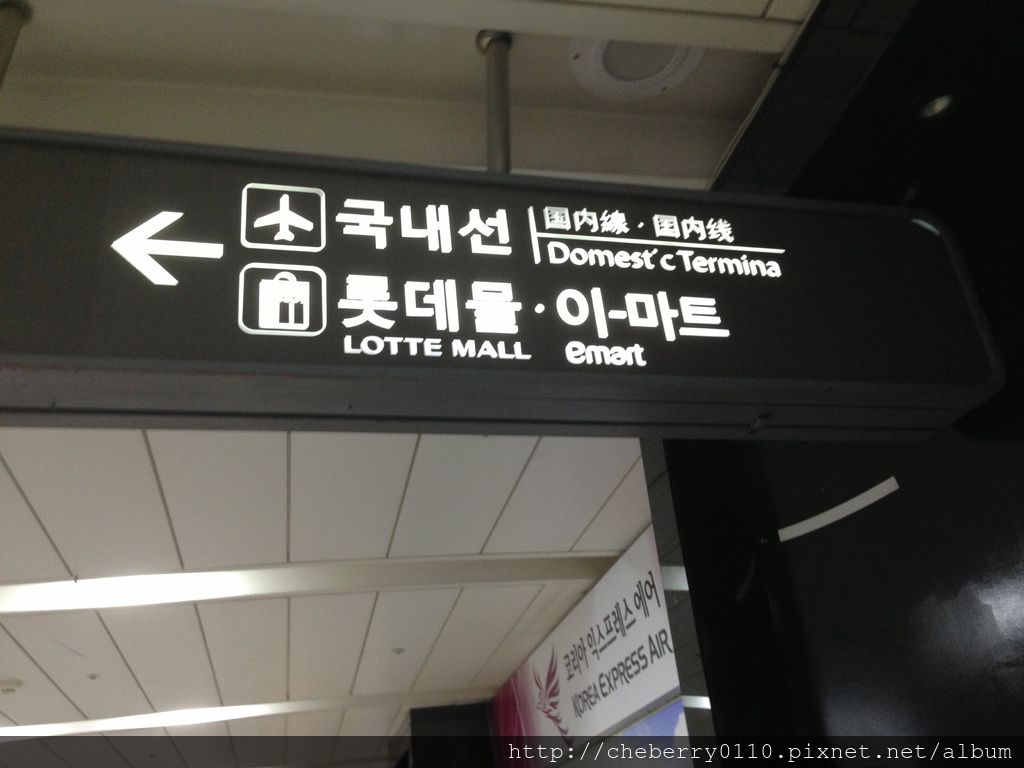 국내선 国内線 · 国内线
Domestic Termina
롯데몰 · 이-마트
LOTTE MALL emart
코리아 익스프레스 에어
KOREA EXPRESS AIR
http://cheberry0110.pixnet.net/album